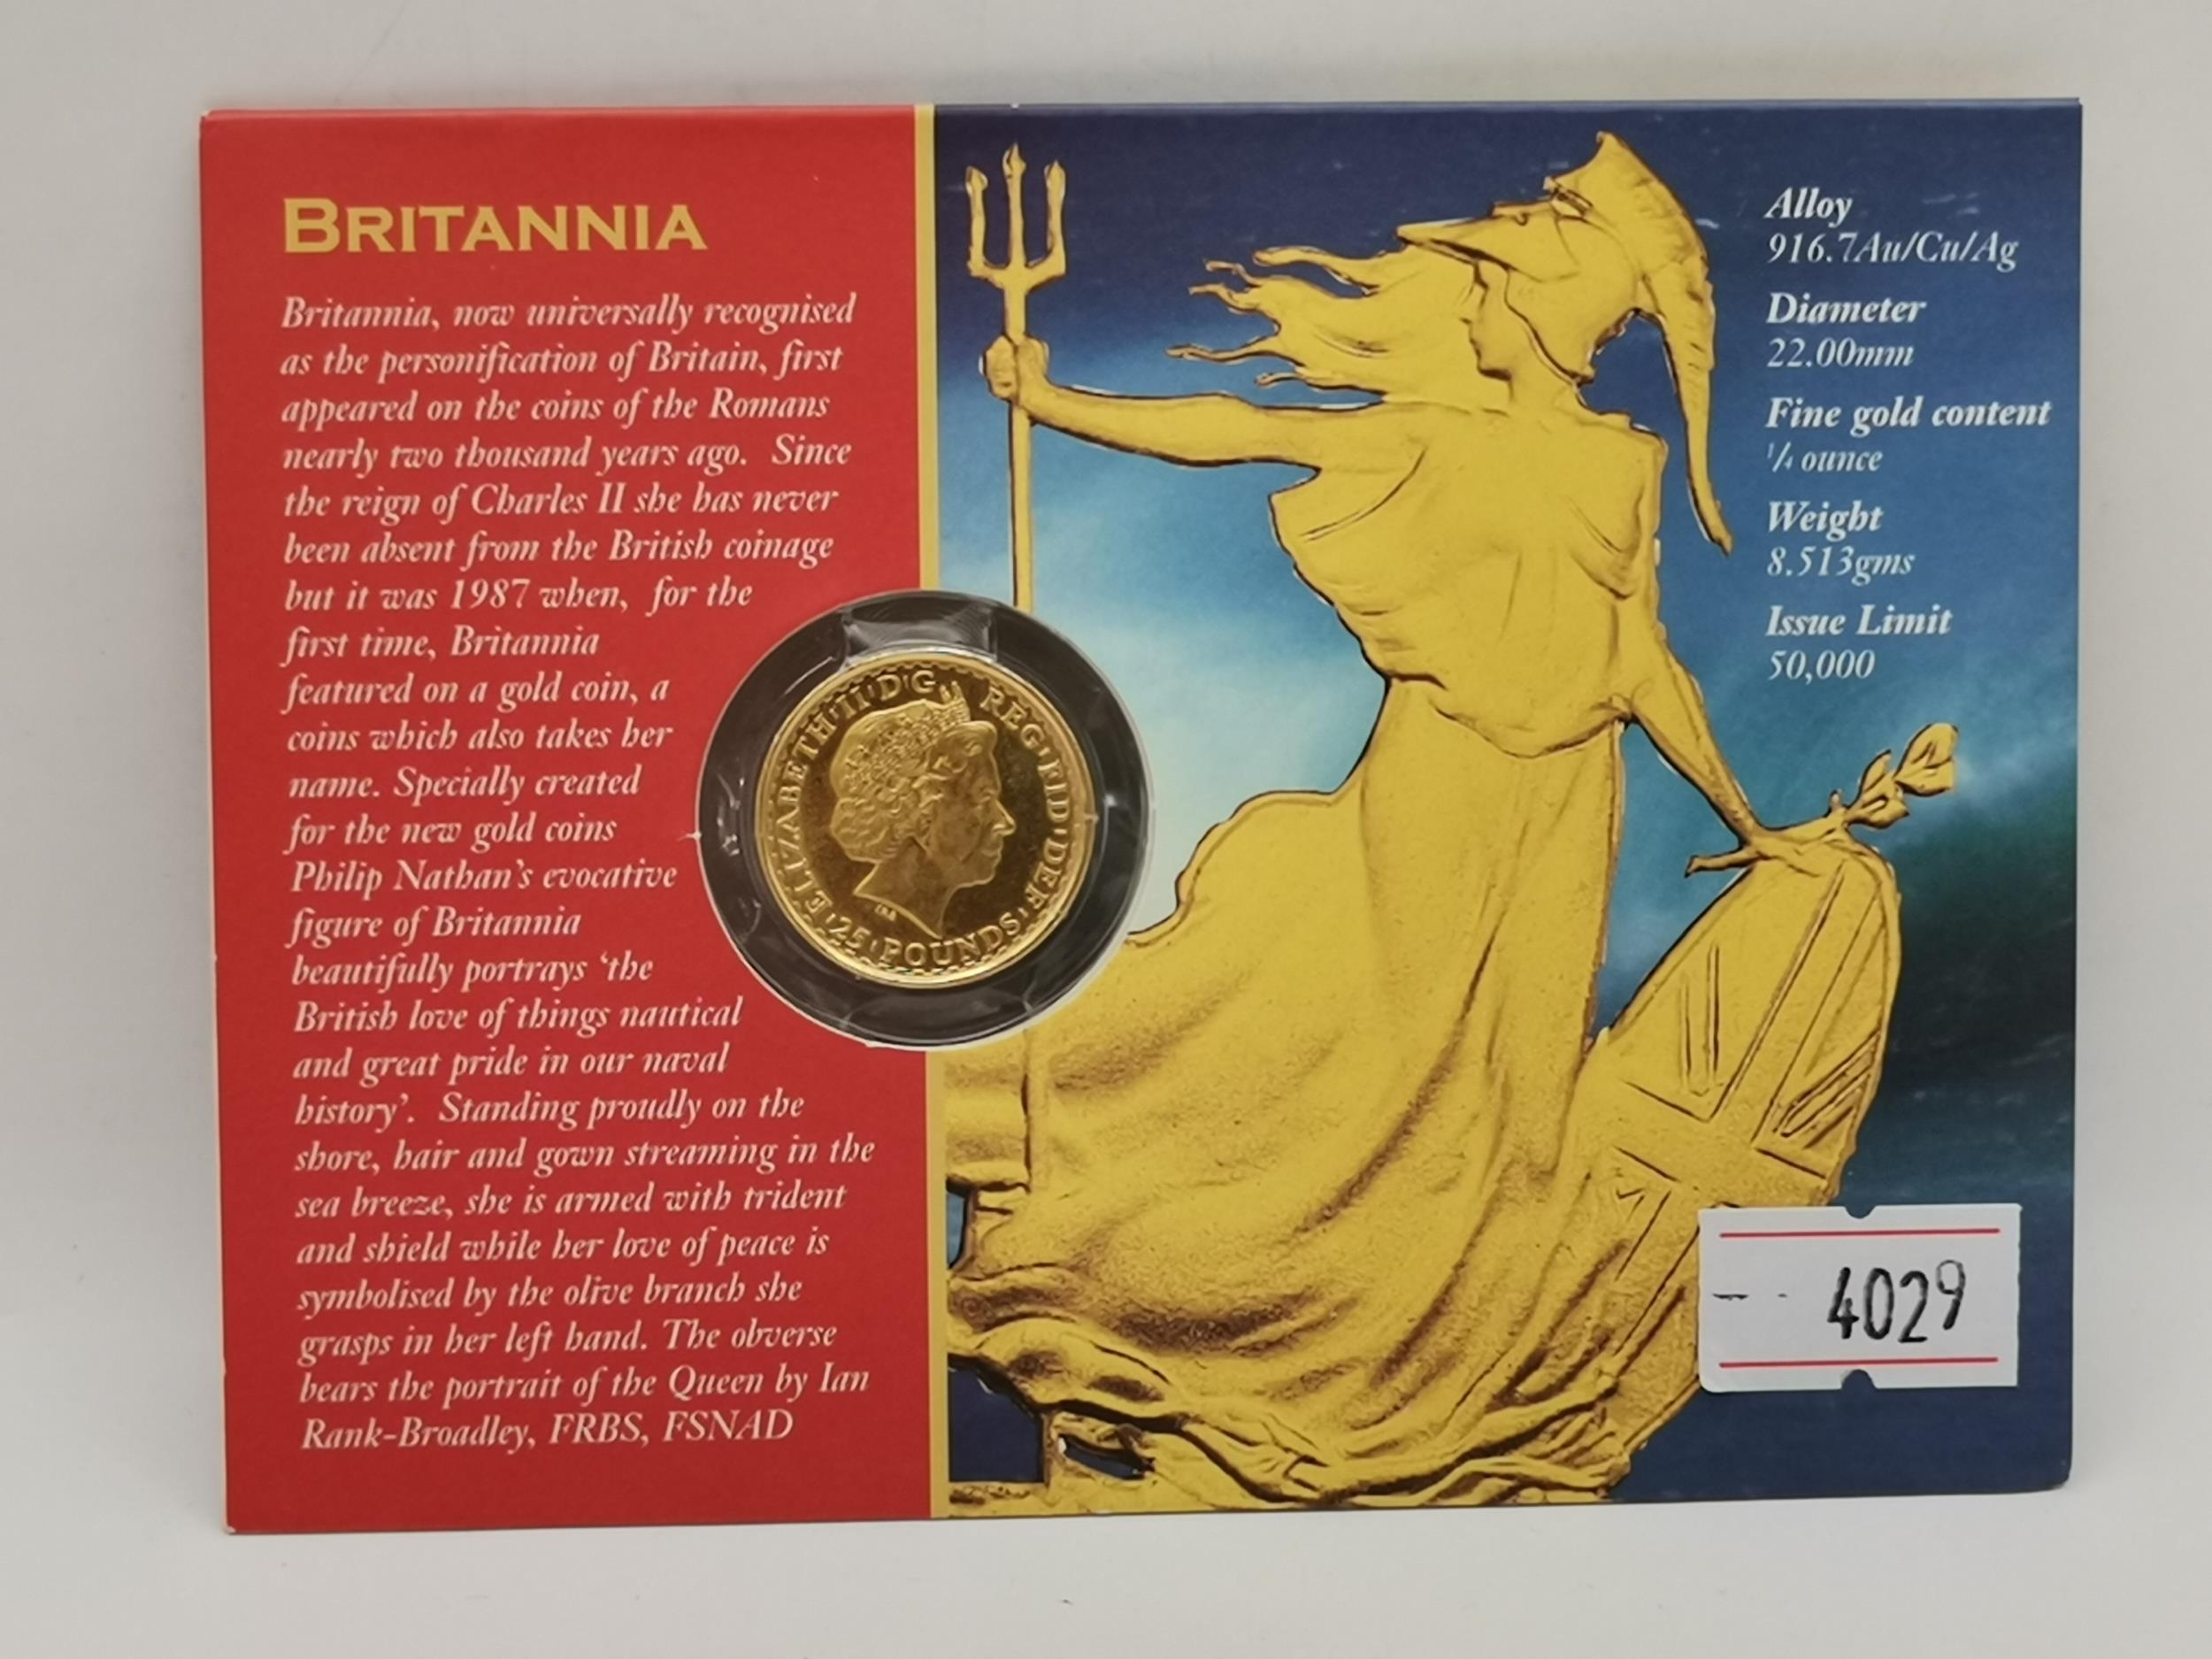 BRITANNIA
Britannia, now universally recognised
as the personification of Britain, first
appeared on the coins of the Romans
nearly two thousand years ago. Since
the reign of Charles II she has never
been absent from the British coinage
but it was 1987 when, for the
first time, Britannia
featured on a gold coin, a
coins which also takes her
name. Specially created
for the new gold coins
Philip Nathan's evocative
figure of Britannia
beautifully portrays 'the
British love of things nautical
and great pride in our naval
history'. Standing proudly on the
shore, hair and gown streaming in the
sea breeze, she is armed with trident
and shield while her love of peace is
symbolised by the olive branch she
grasps in her left hand. The obverse
bears the portrait of the Queen by Ian
Rank-Broadley, FRBS, FSNAD
ELIZABETH·II·D·G REG·FID·DEF·
25·POUNDS
IRB
Alloy
916.7Au/Cu/Ag
Diameter
22.00mm
Fine gold content
1/4 ounce
Weight
8.513gms
Issue Limit
50,000
4029